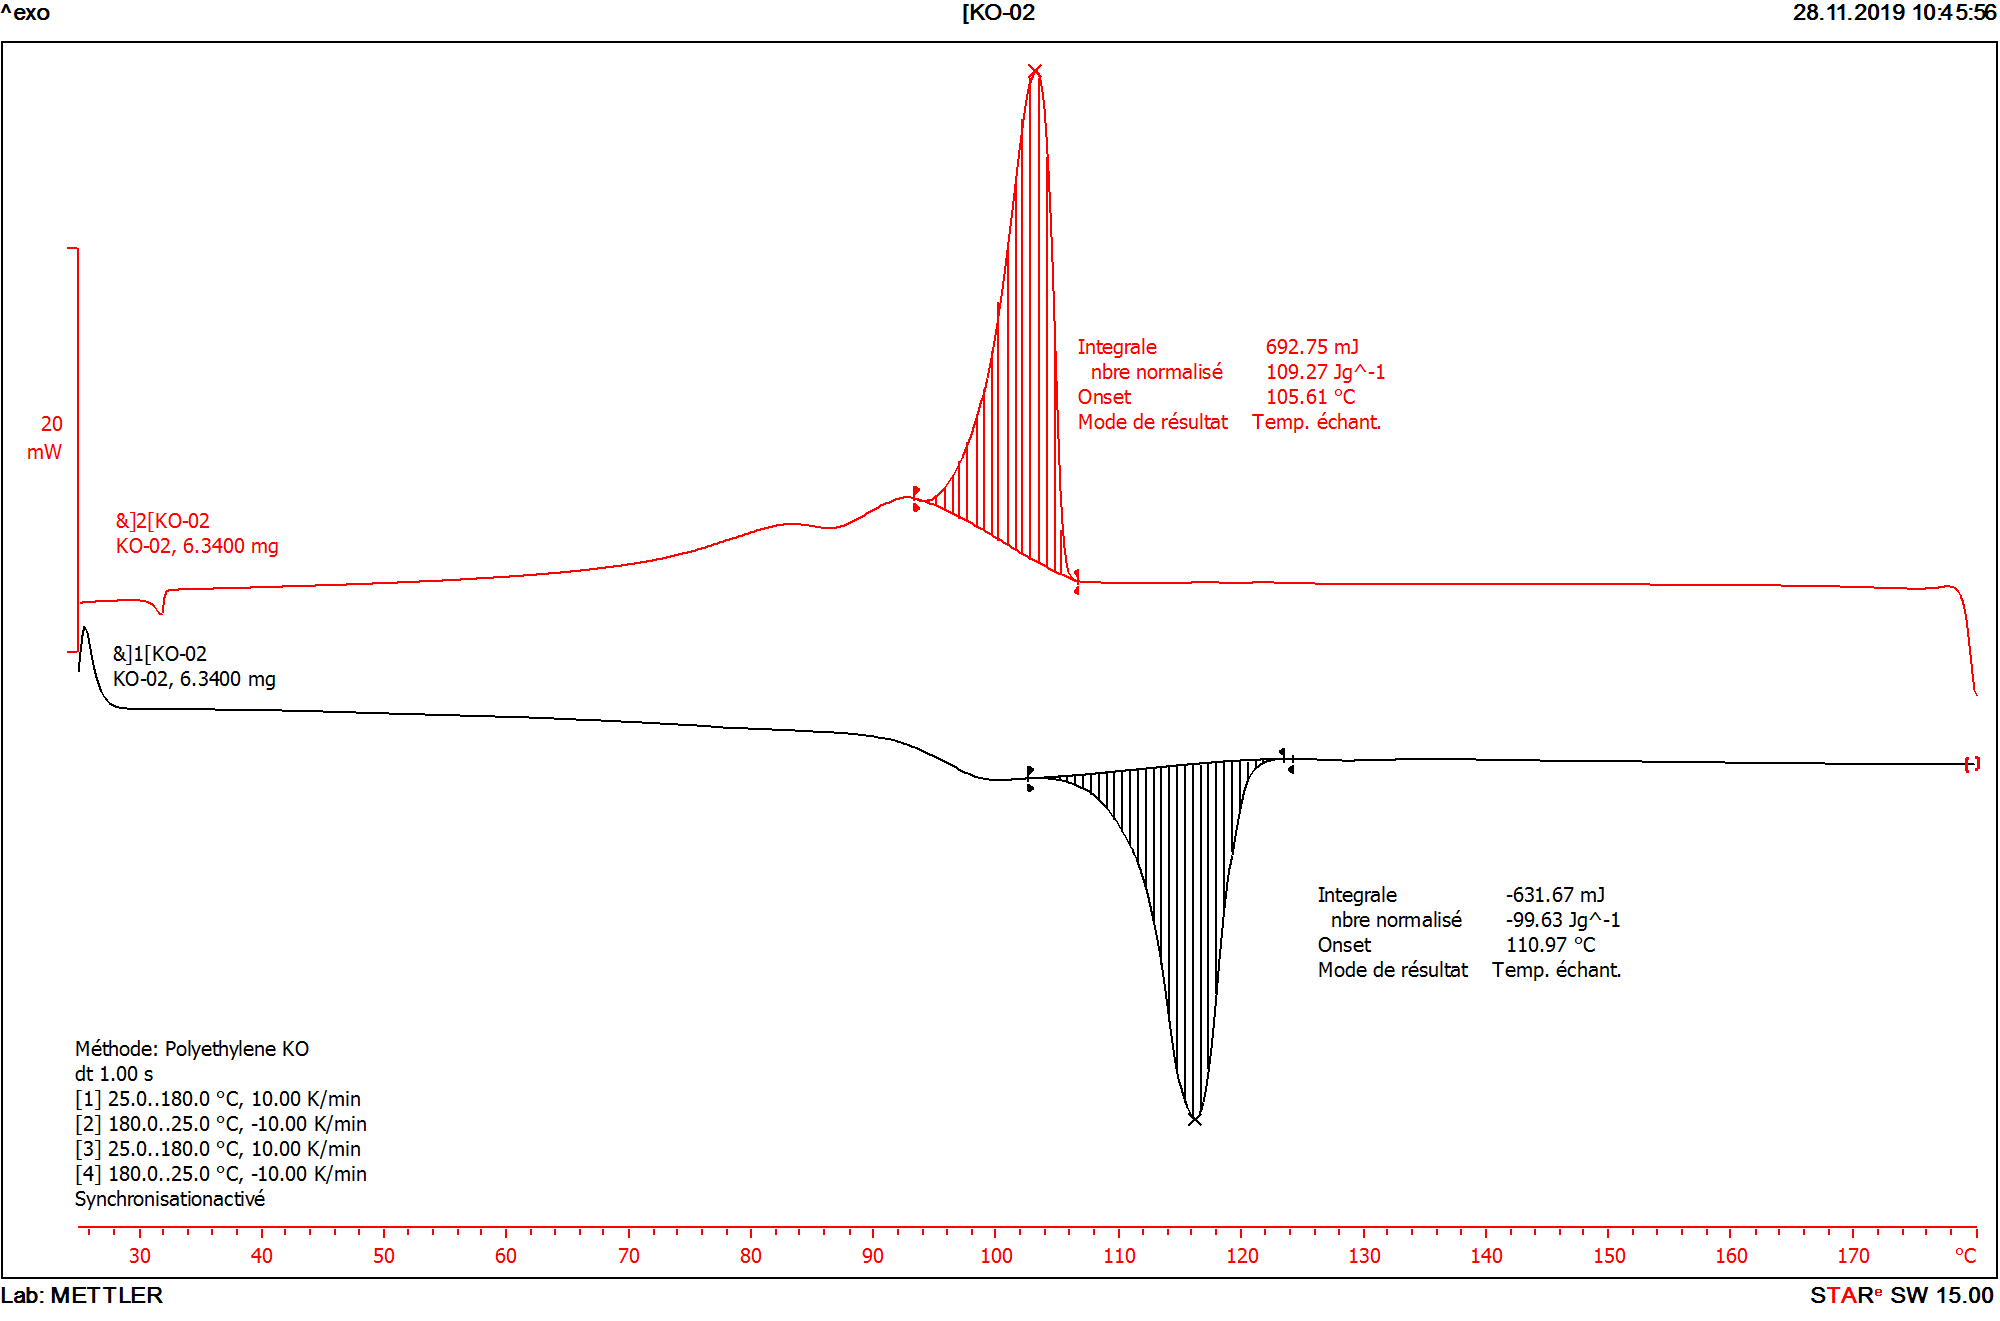 ^exo
[KO-02
28.11.2019 10:45:56
Integrale 692.75 mJ
nbre normalisé 109.27 Jg^-1
Onset 105.61 °C
Mode de résultat Temp. échant.
20
mW
&]2[KO-02
KO-02, 6.3400 mg
&]1[KO-02
KO-02, 6.3400 mg
Integrale -631.67 mJ
nbre normalisé -99.63 Jg^-1
Onset 110.97 °C
Mode de résultat Temp. échant.
Méthode: Polyethylene KO
dt 1.00 s
[1] 25.0..180.0 °C, 10.00 K/min
[2] 180.0..25.0 °C, -10.00 K/min
[3] 25.0..180.0 °C, 10.00 K/min
[4] 180.0..25.0 °C, -10.00 K/min
Synchronisationactivé
30 40 50 60 70 80 90 100 110 120 130 140 150 160 170 °C
Lab: METTLER
STARe SW 15.00